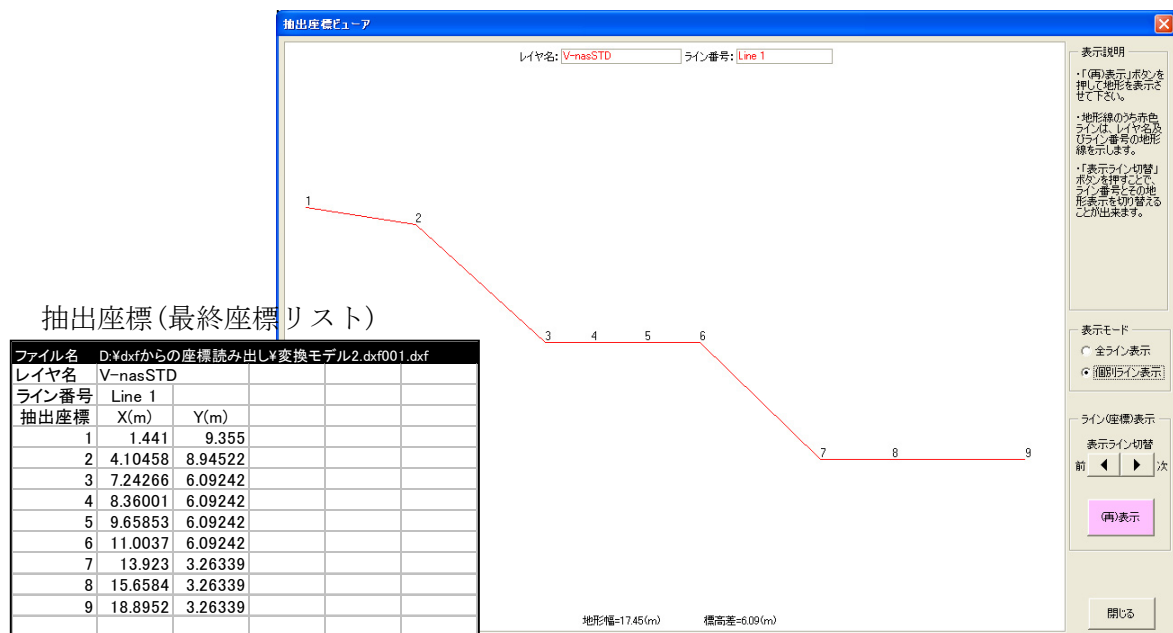 抽出座標ビューア
レイヤ名: V-nasSTD ライン番号: Line 1
1
2
3 4 5 6
7 8 9
地形幅=17.45(m) 標高差=6.09(m)
表示説明
・「(再)表示」ボタンを
押して地形を表示さ
せて下さい。
・地形線のうち赤色
ラインは、レイヤ名及
びライン番号の地形
線を示します。
・「表示ライン切替」
ボタンを押すことで、
ライン番号とその地
形表示を切り替える
ことが出来ます。
表示モード
全ライン表示
個別ライン表示
ライン(座標)表示
表示ライン切替
前 次
(再)表示
閉じる
抽出座標(最終座標リスト)
ファイル名 D:¥dxfからの座標読み出し¥変換モデル2.dxf001.dxf
レイヤ名 V-nasSTD
ライン番号 Line 1
抽出座標 X(m) Y(m)
1 1.441 9.355
2 4.10458 8.94522
3 7.24266 6.09242
4 8.36001 6.09242
5 9.65853 6.09242
6 11.0037 6.09242
7 13.923 3.26339
8 15.6584 3.26339
9 18.8952 3.26339